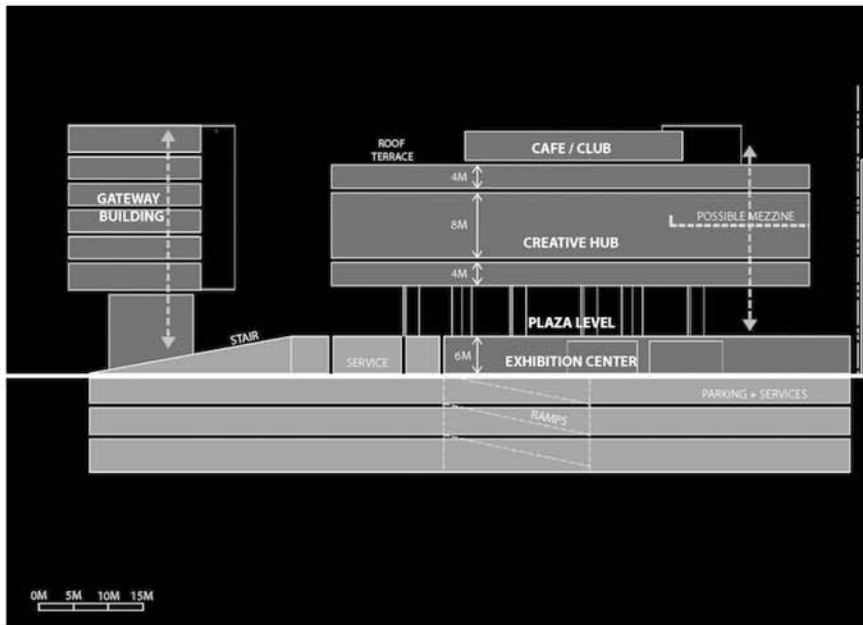 ROOF
TERRACE
CAFE / CLUB
4M
GATEWAY
BUILDING
8M
POSSIBLE MEZZINE
CREATIVE HUB
4M
PLAZA LEVEL
STAIR
SERVICE
6M
EXHIBITION CENTER
PARKING + SERVICES
RAMPS
0M 5M 10M 15M